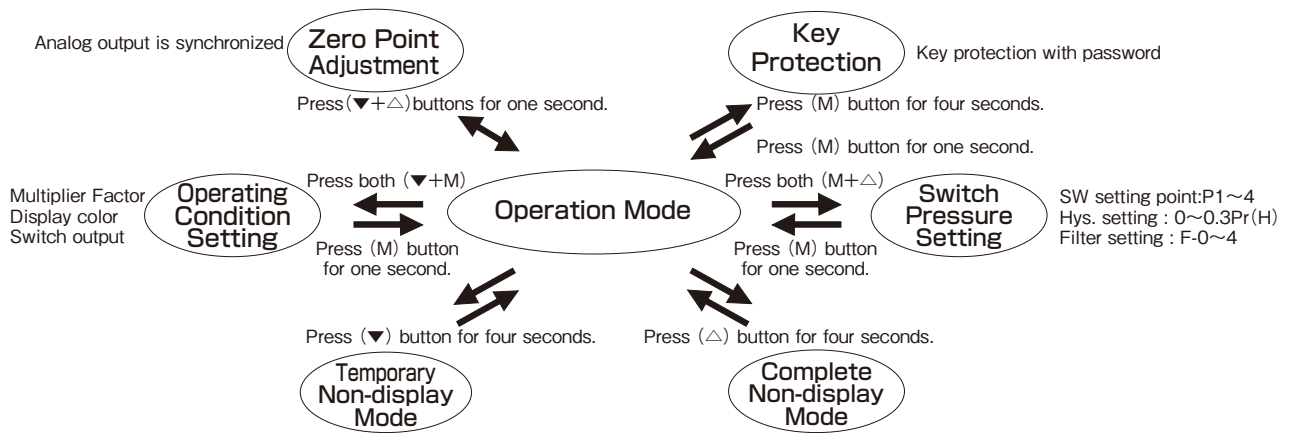 Analog output is synchronized
Zero Point
Adjustment
Press(▼+△)buttons for one second.
Key
Protection
Key protection with password
Press (M) button for four seconds.
Press (M) button for one second.
Multiplier Factor
Display color
Switch output
Operating
Condition
Setting
Press both (▼+M)
Press (M) button
for one second.
Operation Mode
Press both (M+△)
Press (M) button
for one second.
Switch
Pressure
Setting
SW setting point:P1～4
Hys. setting : 0～0.3Pr(H)
Filter setting : F-0～4
Press (▼) button for four seconds.
Temporary
Non-display
Mode
Press (△) button for four seconds.
Complete
Non-display
Mode